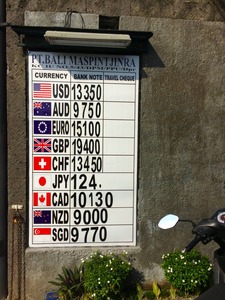 PT.BALI MASPINTJINRA
CURRENCY BANK NOTE TRAVEL CHEQUE
USD 13350
AUD 9750
EURO 15100
GBP 19400
CHF 13450
JPY 124.
CAD 10130
NZD 9000
SGD 9770